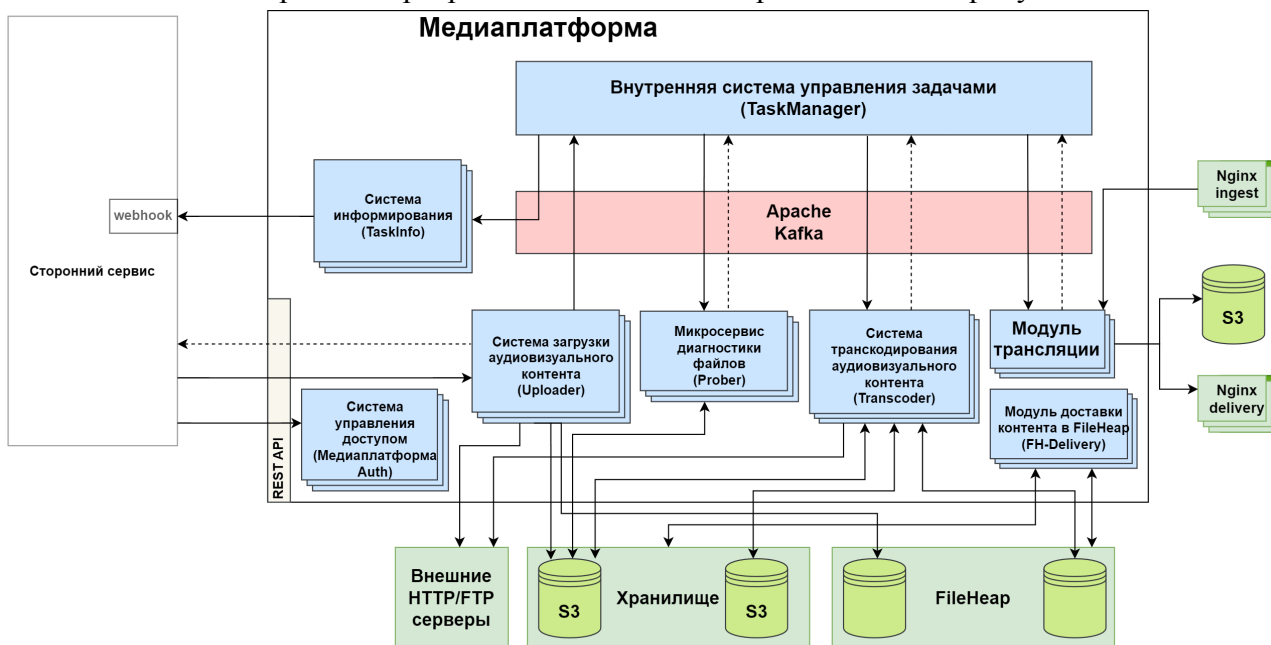 Медиаплатформа
Внутренняя система управления задачами
(TaskManager)
Система
информирования
(TaskInfo)
webhook
Apache
Kafka
Nginx
ingest
Сторонний сервис
S3
Система загрузки
аудиовизуального
контента
(Uploader)
Микросервис
диагностики
файлов
(Prober)
Система
транскодирования
аудиовизуального
контента
(Transcoder)
Модуль
трансляции
Nginx
delivery
Система
управления
доступом
(Медиаплатформа
Auth)
Модуль доставки
контента в FileHeap
(FH-Delivery)
REST API
Внешние
HTTP/FTP
серверы
S3
Хранилище
S3
FileHeap